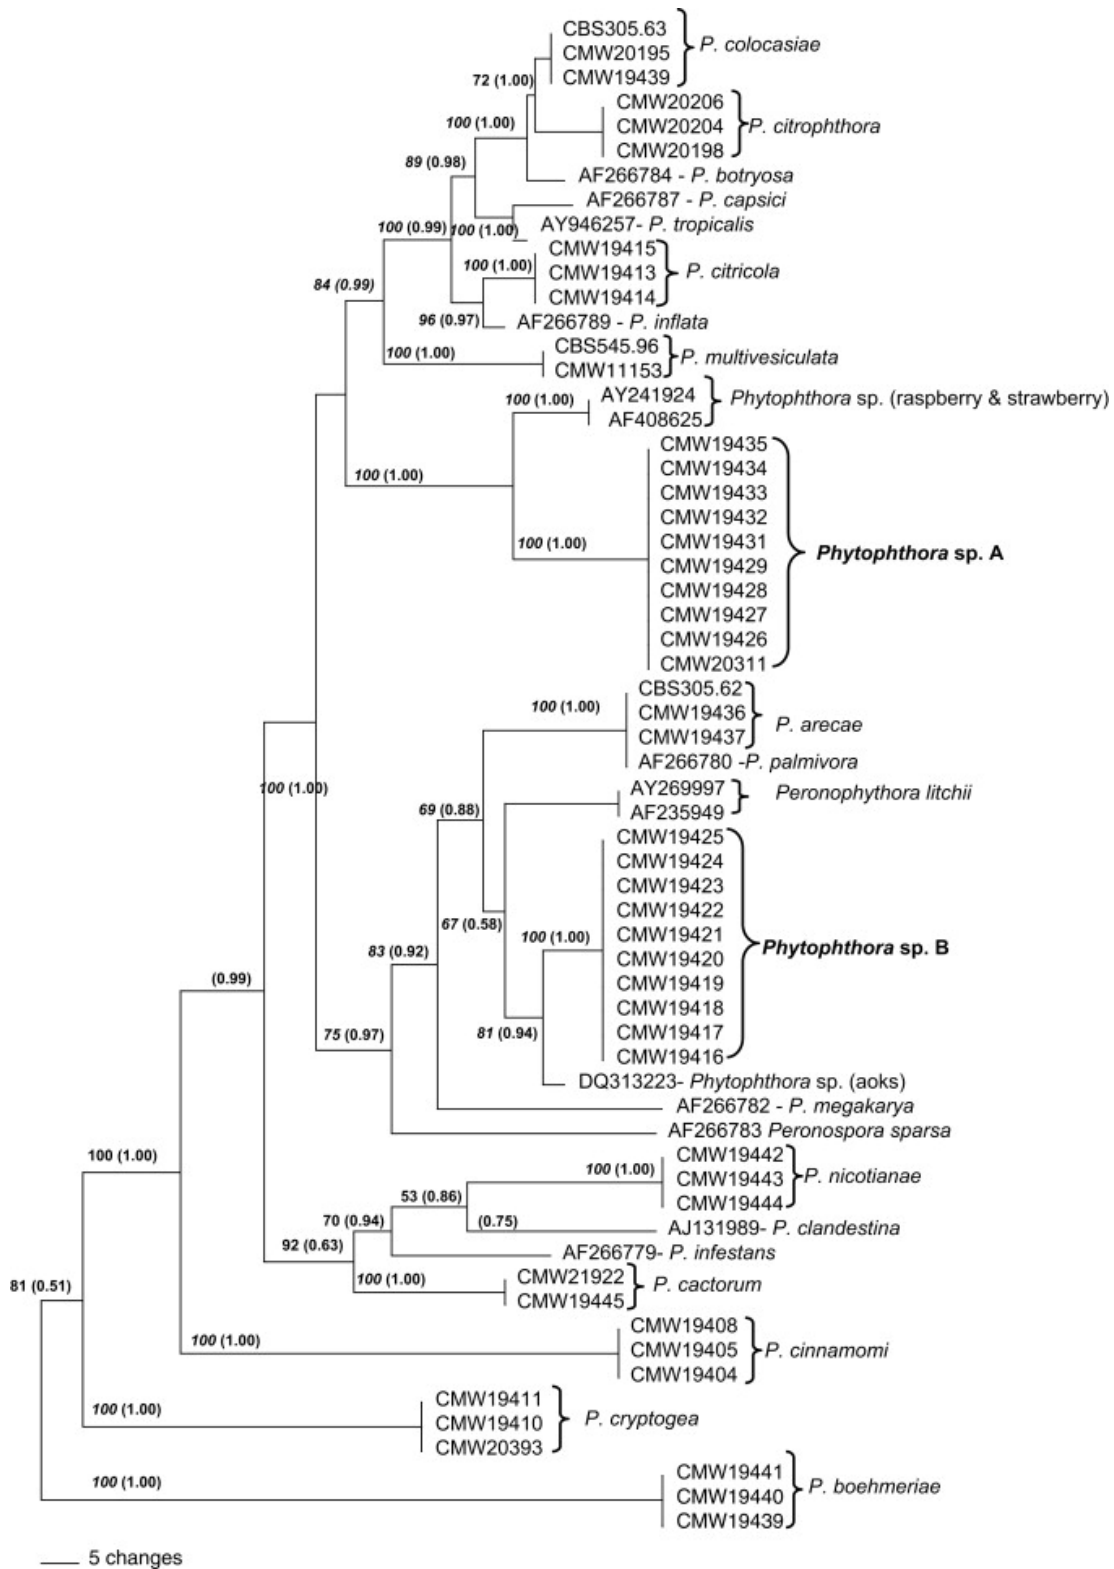 CBS305.63
CMW20195
CMW19439
P. colocasiae
72 (1.00)
CMW20206
CMW20204
CMW20198
P. citrophthora
100 (1.00)
89 (0.98)
AF266784 - P. botryosa
AF266787 - P. capsici
100 (0.99)
100 (1.00)
AY946257- P. tropicalis
CMW19415
CMW19413
CMW19414
P. citricola
100 (1.00)
84 (0.99)
96 (0.97)
AF266789 - P. inflata
CBS545.96
CMW11153
P. multivesiculata
100 (1.00)
AY241924
AF408625
Phytophthora sp. (raspberry & strawberry)
100 (1.00)
100 (1.00)
CMW19435
CMW19434
CMW19433
CMW19432
CMW19431
CMW19429
CMW19428
CMW19427
CMW19426
CMW20311
100 (1.00)
Phytophthora sp. A
CBS305.62
CMW19436
CMW19437
P. arecae
100 (1.00)
AF266780 -P. palmivora
100 (1.00)
AY269997
AF235949
Peronophythora litchii
69 (0.88)
CMW19425
CMW19424
CMW19423
CMW19422
CMW19421
CMW19420
CMW19419
CMW19418
CMW19417
CMW19416
67 (0.58)
100 (1.00)
Phytophthora sp. B
83 (0.92)
(0.99)
75 (0.97)
81 (0.94)
DQ313223- Phytophthora sp. (aoks)
AF266782 - P. megakarya
AF266783 Peronospora sparsa
100 (1.00)
CMW19442
CMW19443
CMW19444
P. nicotianae
100 (1.00)
53 (0.86)
70 (0.94)
(0.75)
AJ131989- P. clandestina
92 (0.63)
AF266779- P. infestans
100 (1.00)
CMW21922
CMW19445
P. cactorum
81 (0.51)
CMW19408
CMW19405
CMW19404
P. cinnamomi
100 (1.00)
CMW19411
CMW19410
CMW20393
P. cryptogea
100 (1.00)
CMW19441
CMW19440
CMW19439
P. boehmeriae
100 (1.00)
5 changes